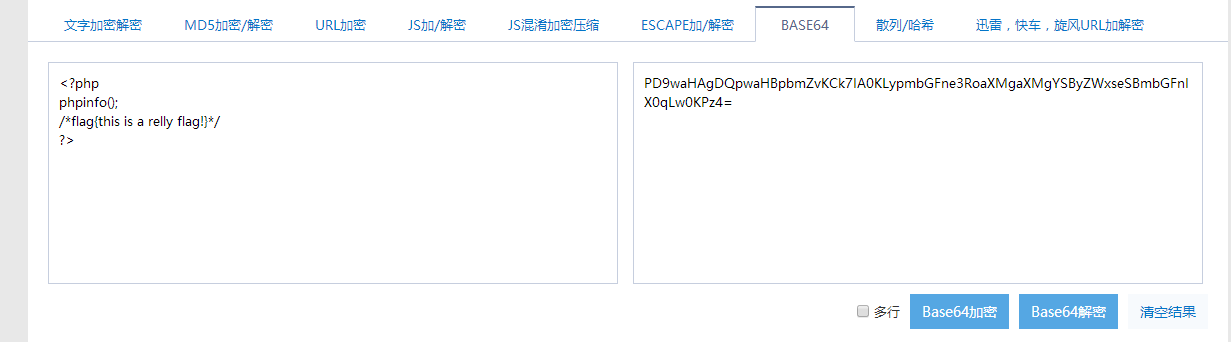 文字加密解密 MD5加密/解密 URL加密 JS加/解密 JS混淆加密压缩 ESCAPE加/解密 BASE64 散列/哈希 迅雷，快车，旋风URL加解密
<?php
phpinfo();
/*flag{this is a relly flag!}*/
?>
PD9waHAgDQpwaHBpbmZvKCk7IA0KLypmbGFne3RoaXMgaXMgYSByZWxseSBmbGFnI
X0qLw0KPz4=
多行 Base64加密 Base64解密 清空结果